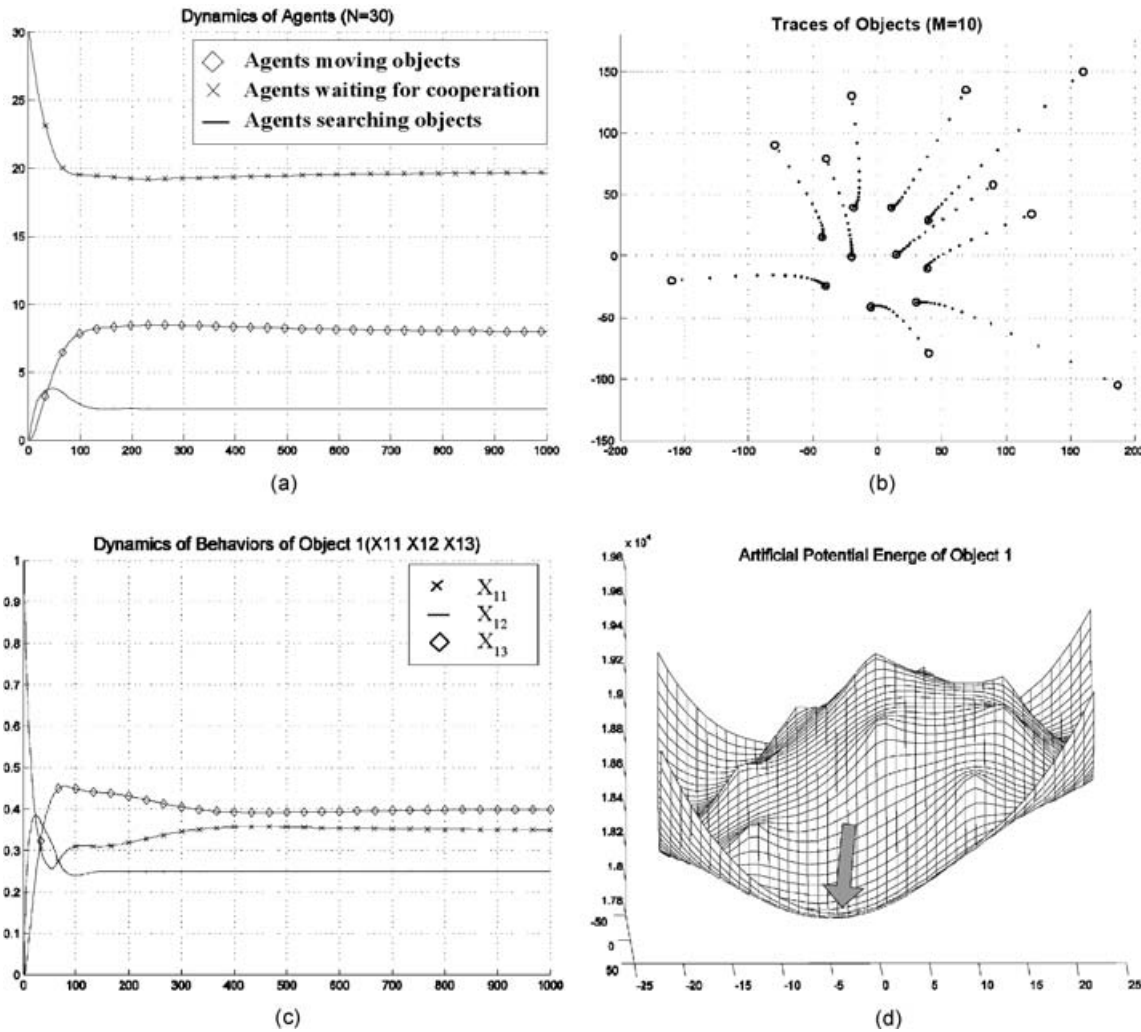 Dynamics of Agents (N=30)
30
25
20
15
10
5
0
Agents moving objects
Agents waiting for cooperation
Agents searching objects
0 100 200 300 400 500 600 700 800 900 1000
(a)
Traces of Objects (M=10)
150
100
50
0
-50
-100
-150
-200 -150 -100 -50 0 50 100 150 200
(b)
Dynamics of Behaviors of Object 1(X11 X12 X13)
1
0.9
0.8
0.7
0.6
0.5
0.4
0.3
0.2
0.1
0
X11
X12
X13
0 100 200 300 400 500 600 700 800 900 1000
(c)
Artificial Potential Energe of Object 1
1.96
x 10^4
1.94
1.92
1.9
1.88
1.86
1.84
1.82
1.8
1.78
-50
0
50
-25 -20 -15 -10 -5 0 5 10 15 20 25
(d)